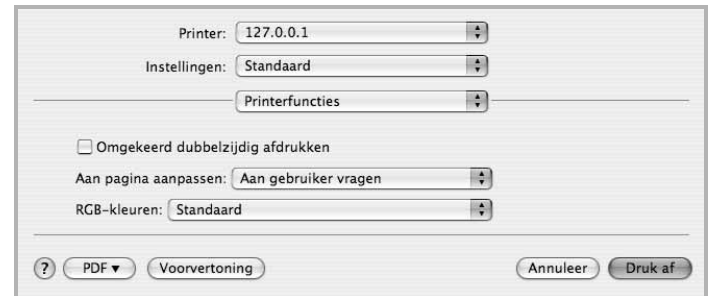 Printer: 127.0.0.1
Instellingen: Standaard
Printerfuncties
Omgekeerd dubbelzijdig afdrukken
Aan pagina aanpassen: Aan gebruiker vragen
RGB-kleuren: Standaard
? PDF ▼ Voorvertoning Annuleer Druk af